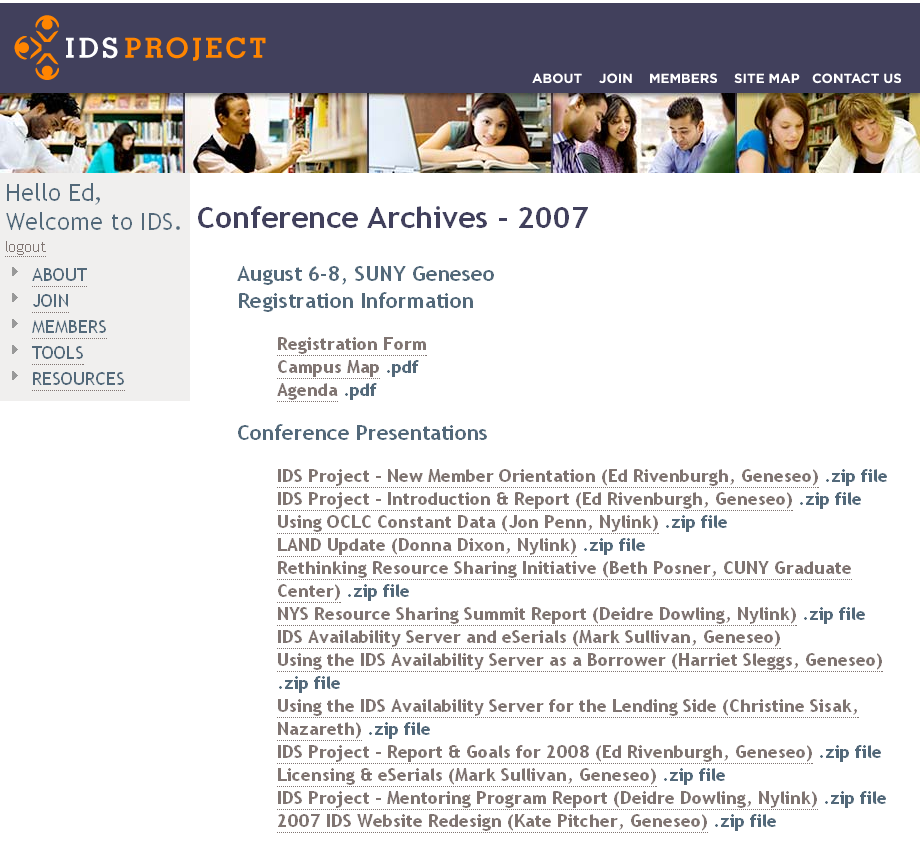 IDS PROJECT
ABOUT JOIN MEMBERS SITE MAP CONTACT US
Hello Ed,
Welcome to IDS.
logout
ABOUT
JOIN
MEMBERS
TOOLS
RESOURCES
Conference Archives - 2007
August 6-8, SUNY Geneseo
Registration Information
Registration Form
Campus Map .pdf
Agenda .pdf
Conference Presentations
IDS Project - New Member Orientation (Ed Rivenburgh, Geneseo) .zip file
IDS Project - Introduction & Report (Ed Rivenburgh, Geneseo) .zip file
Using OCLC Constant Data (Jon Penn, Nylink) .zip file
LAND Update (Donna Dixon, Nylink) .zip file
Rethinking Resource Sharing Initiative (Beth Posner, CUNY Graduate
Center) .zip file
NYS Resource Sharing Summit Report (Deidre Dowling, Nylink) .zip file
IDS Availability Server and eSerials (Mark Sullivan, Geneseo)
Using the IDS Availability Server as a Borrower (Harriet Sleggs, Geneseo)
.zip file
Using the IDS Availability Server for the Lending Side (Christine Sisak,
Nazareth) .zip file
IDS Project - Report & Goals for 2008 (Ed Rivenburgh, Geneseo) .zip file
Licensing & eSerials (Mark Sullivan, Geneseo) .zip file
IDS Project - Mentoring Program Report (Deidre Dowling, Nylink) .zip file
2007 IDS Website Redesign (Kate Pitcher, Geneseo) .zip file